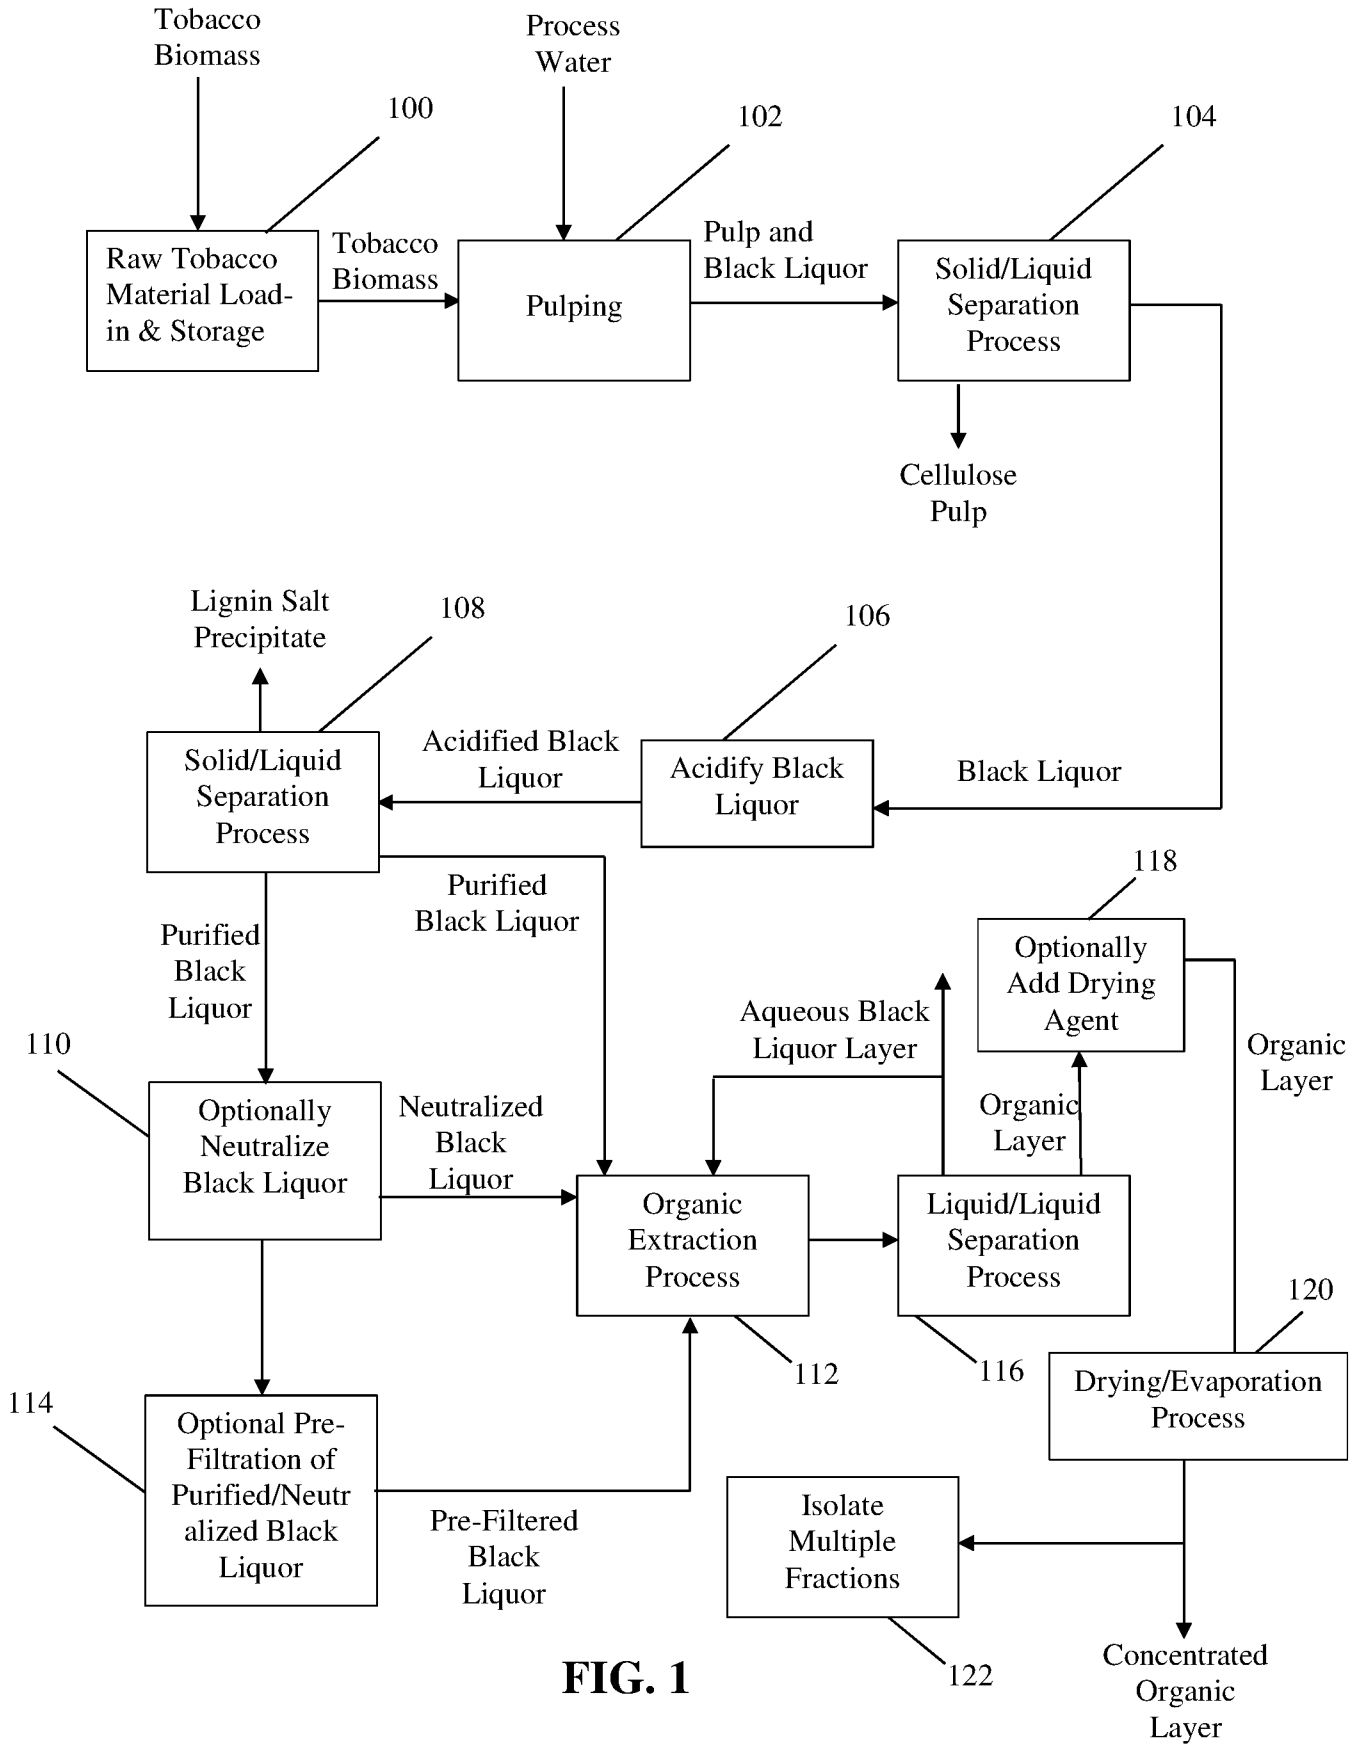 Tobacco
Biomass
Process
Water
100
102
104
Raw Tobacco
Material Load-
in & Storage
Tobacco
Biomass
Pulping
Pulp and
Black Liquor
Solid/Liquid
Separation
Process
Cellulose
Pulp
Lignin Salt
Precipitate
108
106
Solid/Liquid
Separation
Process
Acidified Black
Liquor
Acidify Black
Liquor
Black Liquor
Purified
Black Liquor
118
Purified
Black
Liquor
Optionally
Add Drying
Agent
Aqueous Black
Liquor Layer
110
Organic
Layer
Optionally
Neutralize
Black Liquor
Neutralized
Black
Liquor
Organic
Layer
Organic
Extraction
Process
Liquid/Liquid
Separation
Process
120
112
116
Drying/Evaporation
Process
114
Optional Pre-
Filtration of
Purified/Neutr
alized Black
Liquor
Pre-Filtered
Black
Liquor
Isolate
Multiple
Fractions
122
Concentrated
Organic
Layer
FIG. 1